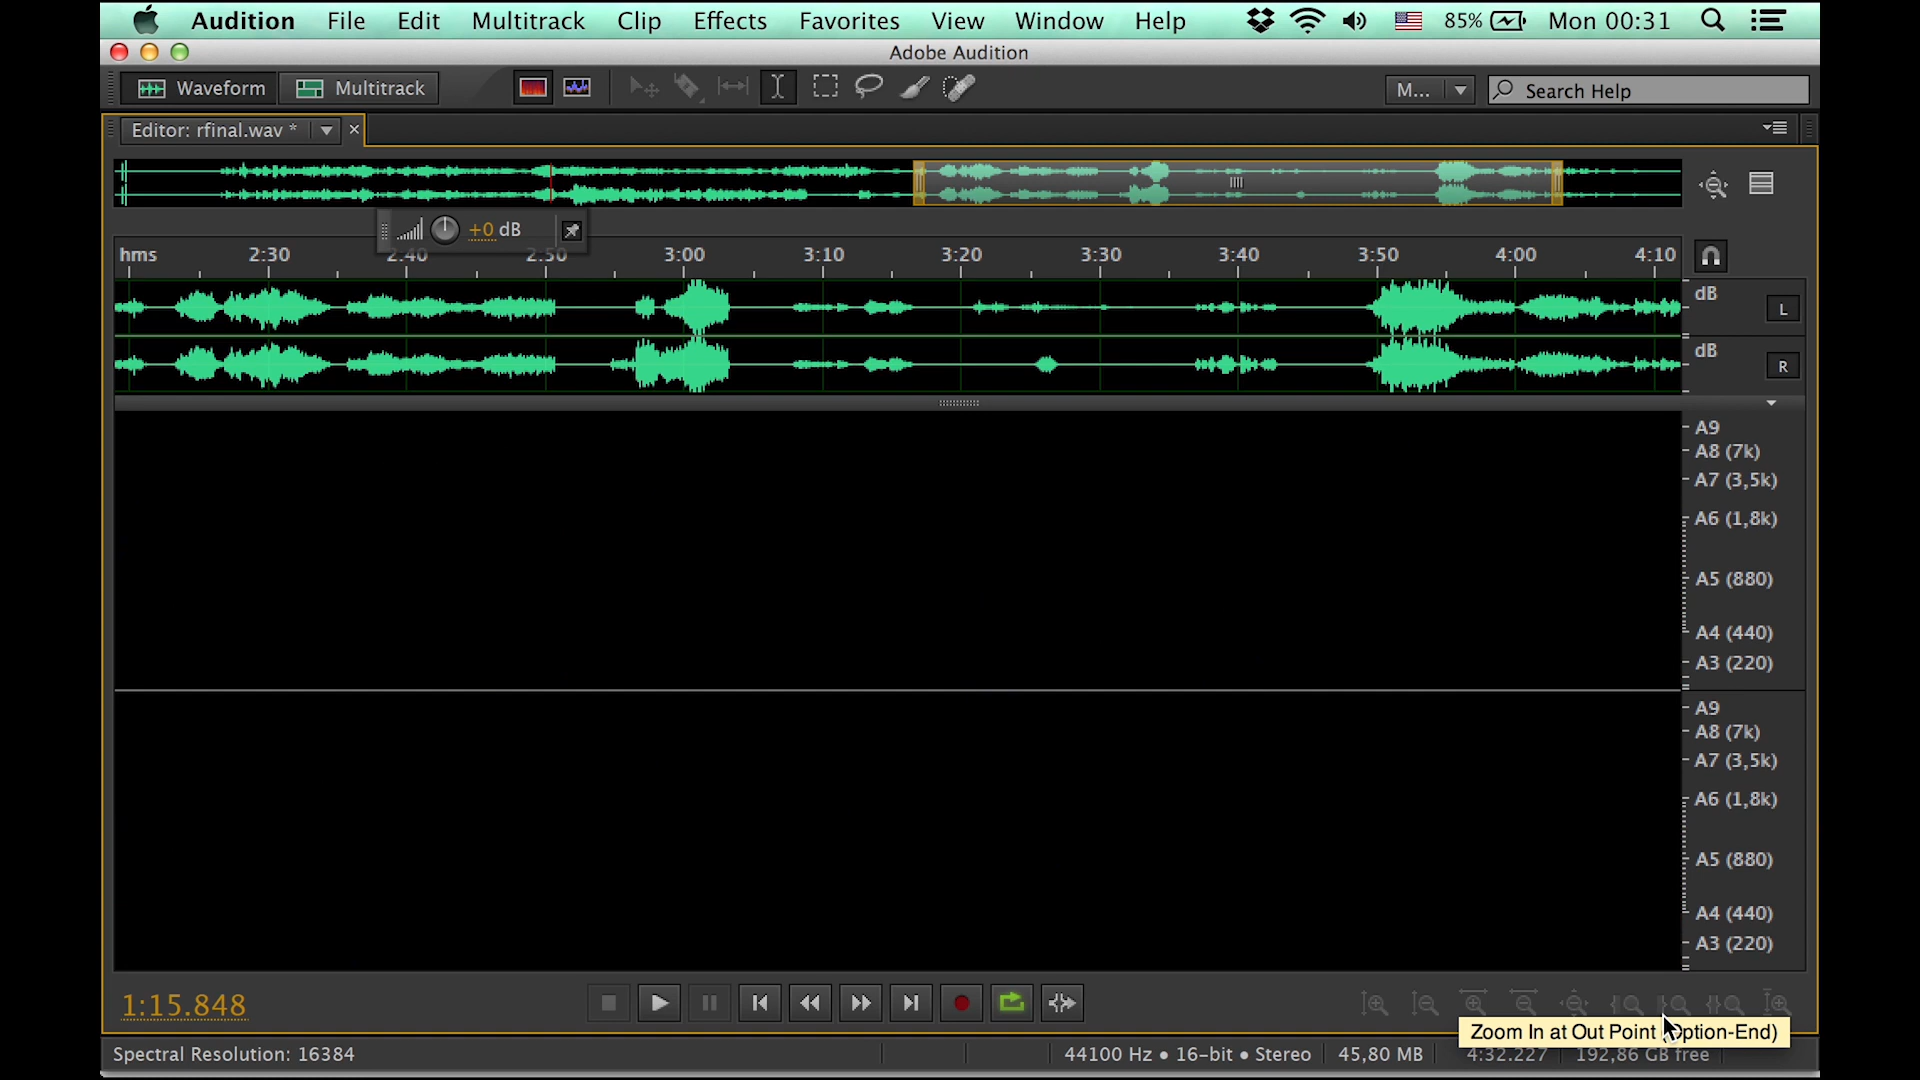 Audition File Edit Multitrack Clip Effects Favorites View Window Help 85% Mon 00:31
Adobe Audition
Waveform Multitrack M... Search Help
Editor: rfinal.wav *
+0 dB
hms 2:30 2:40 2:50 3:00 3:10 3:20 3:30 3:40 3:50 4:00 4:10
dB
L
dB
R
A9
A8 (7k)
A7 (3,5k)
A6 (1,8k)
A5 (880)
A4 (440)
A3 (220)
A9
A8 (7k)
A7 (3,5k)
A6 (1,8k)
A5 (880)
A4 (440)
A3 (220)
1:15.848
Zoom In at Out Point (Option-End)
Spectral Resolution: 16384 44100 Hz • 16-bit • Stereo 45,80 MB 4:32.227 192,86 GB free